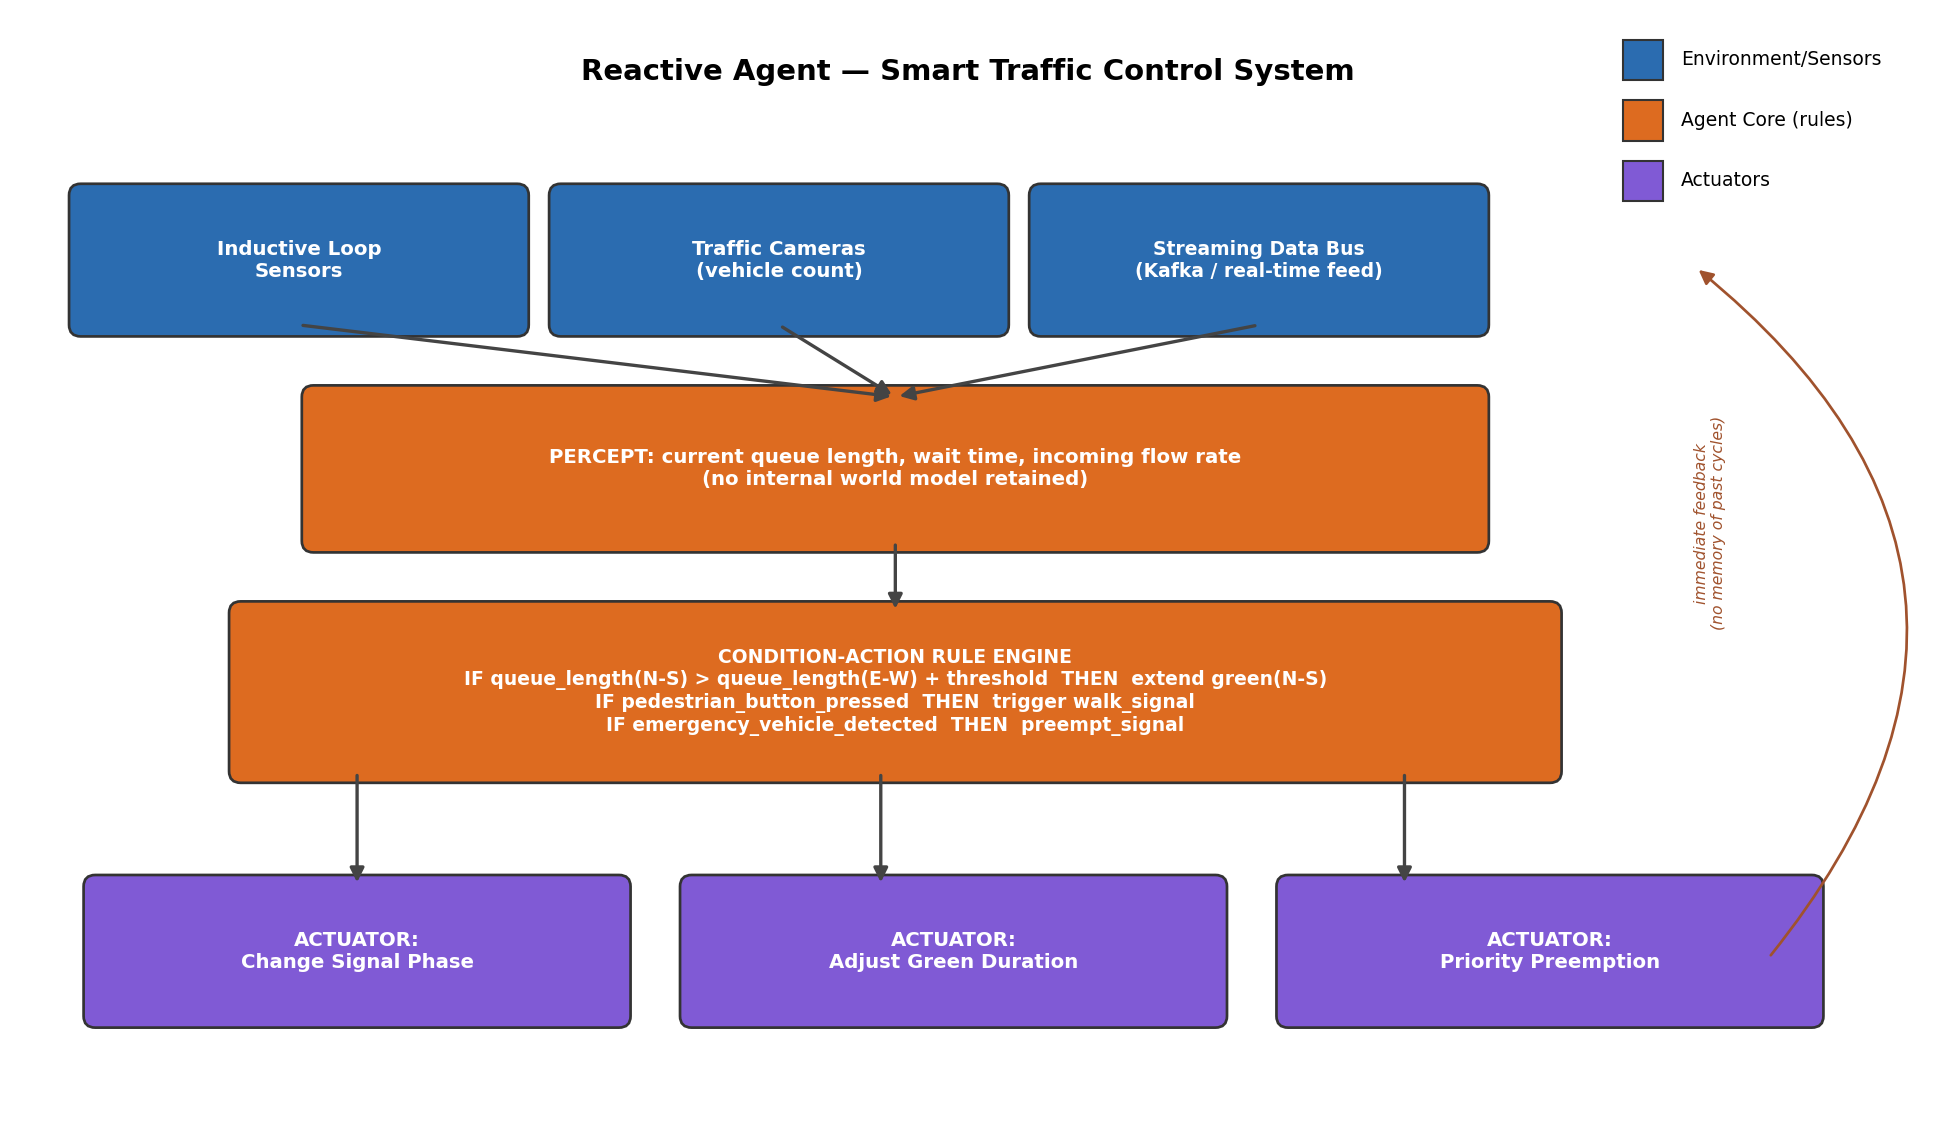 Reactive Agent — Smart Traffic Control System
Environment/Sensors
Agent Core (rules)
Actuators
Inductive Loop
Sensors
Traffic Cameras
(vehicle count)
Streaming Data Bus
(Kafka / real-time feed)
PERCEPT: current queue length, wait time, incoming flow rate
(no internal world model retained)
immediate feedback
(no memory of past cycles)
CONDITION-ACTION RULE ENGINE
IF queue_length(N-S) > queue_length(E-W) + threshold  THEN  extend green(N-S)
IF pedestrian_button_pressed  THEN  trigger walk_signal
IF emergency_vehicle_detected  THEN  preempt_signal
ACTUATOR:
Change Signal Phase
ACTUATOR:
Adjust Green Duration
ACTUATOR:
Priority Preemption